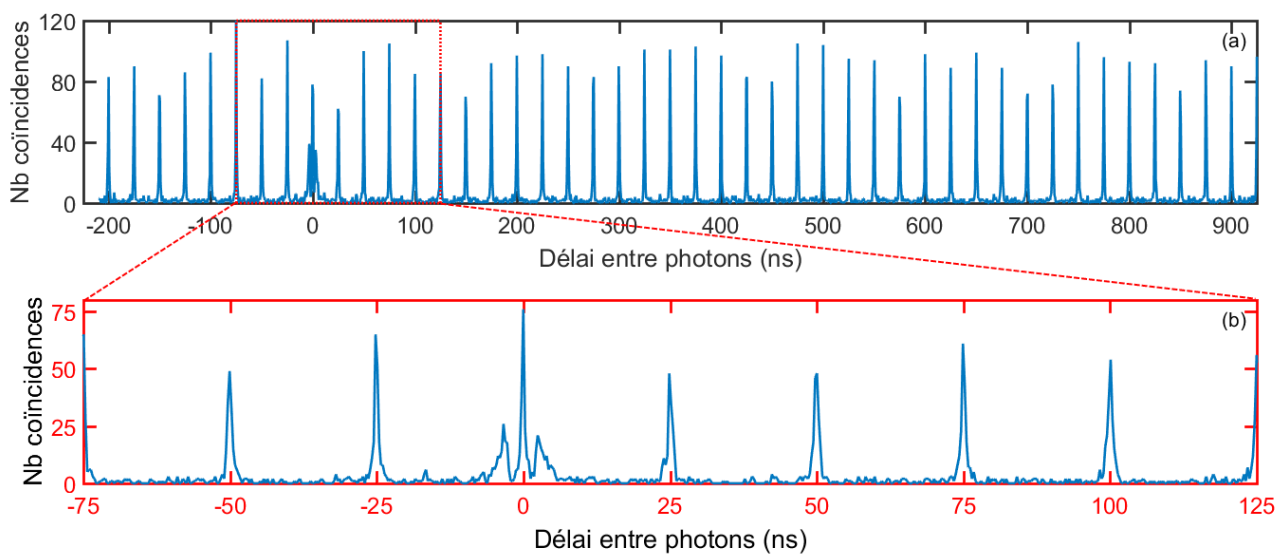 120
80
40
0
Nb coïncidences
(a)
-200 -100 0 100 200 300 400 500 600 700 800 900
Délai entre photons (ns)
75
50
25
0
Nb coïncidences
(b)
-75 -50 -25 0 25 50 75 100 125
Délai entre photons (ns)